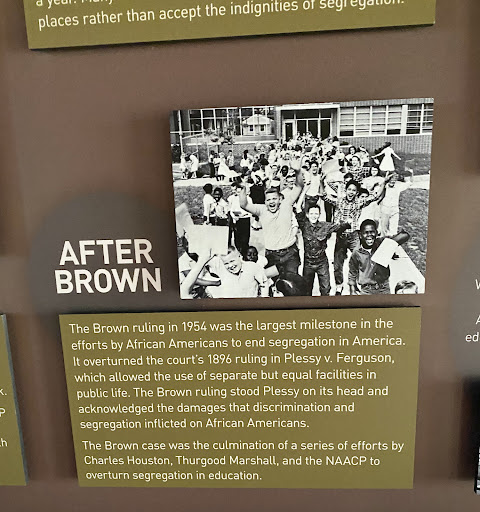 a year. Many
places rather than accept the indignities of segregation.
AFTER
BROWN
The Brown ruling in 1954 was the largest milestone in the
efforts by African Americans to end segregation in America.
It overturned the court's 1896 ruling in Plessy v. Ferguson,
which allowed the use of separate but equal facilities in
public life. The Brown ruling stood Plessy on its head and
acknowledged the damages that discrimination and
segregation inflicted on African Americans.
The Brown case was the culmination of a series of efforts by
Charles Houston, Thurgood Marshall, and the NAACP to
overturn segregation in education.